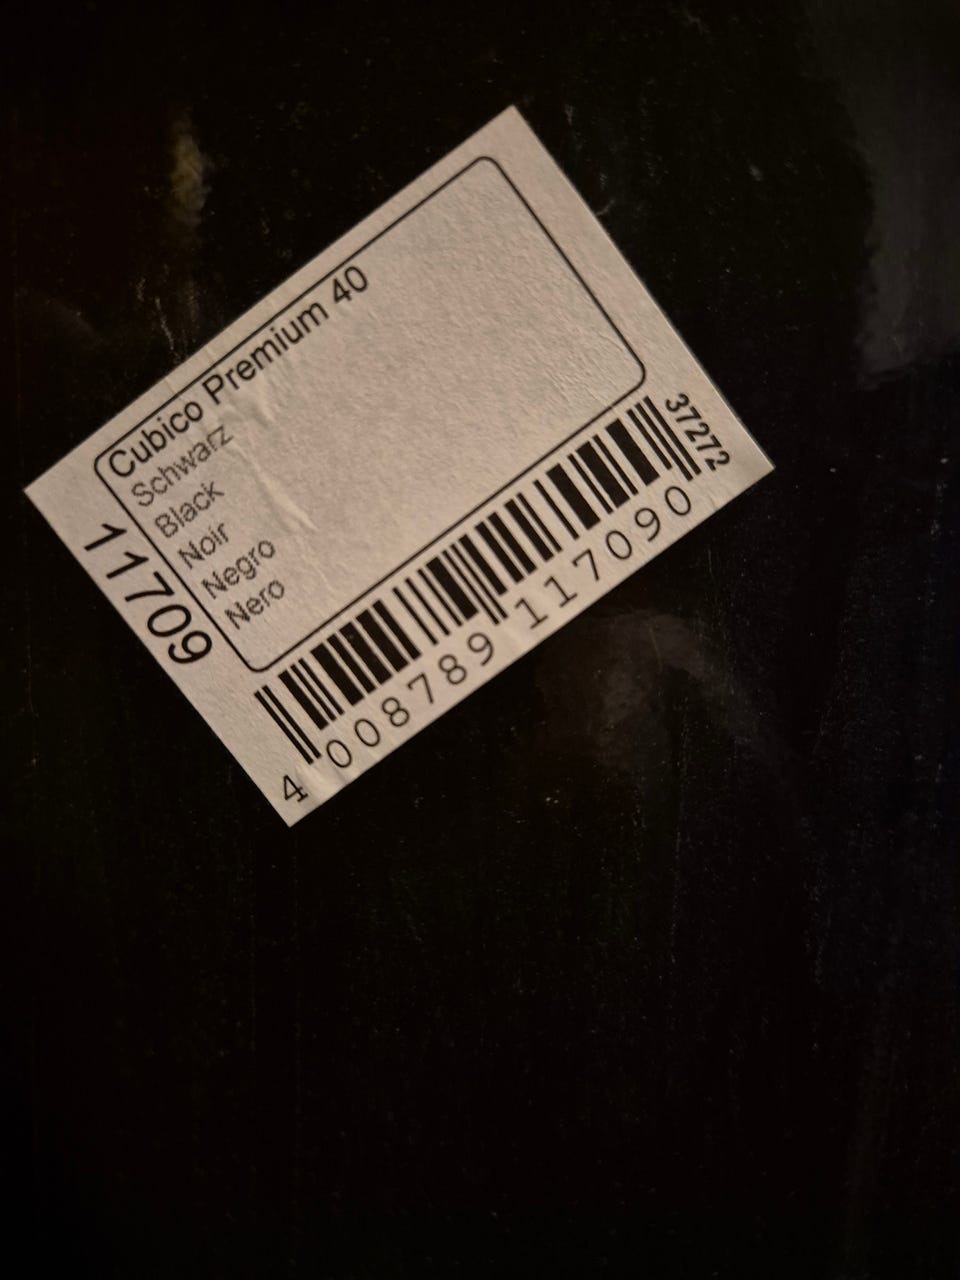 Cubico Premium 40
Schwarz
Black
Noir
Negro
Nero
11709
37272
4 008789 117090